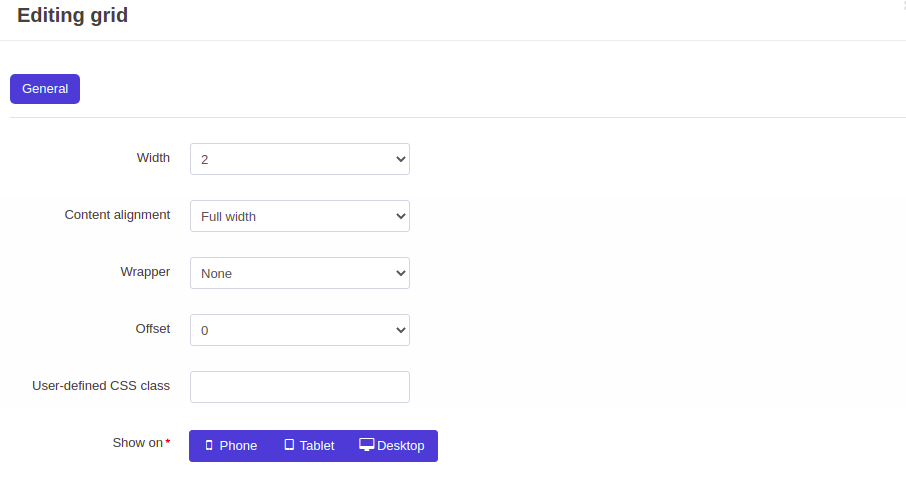 Editing grid
General
Width 2
Content alignment Full width
Wrapper None
Offset 0
User-defined CSS class
Show on* Phone Tablet Desktop